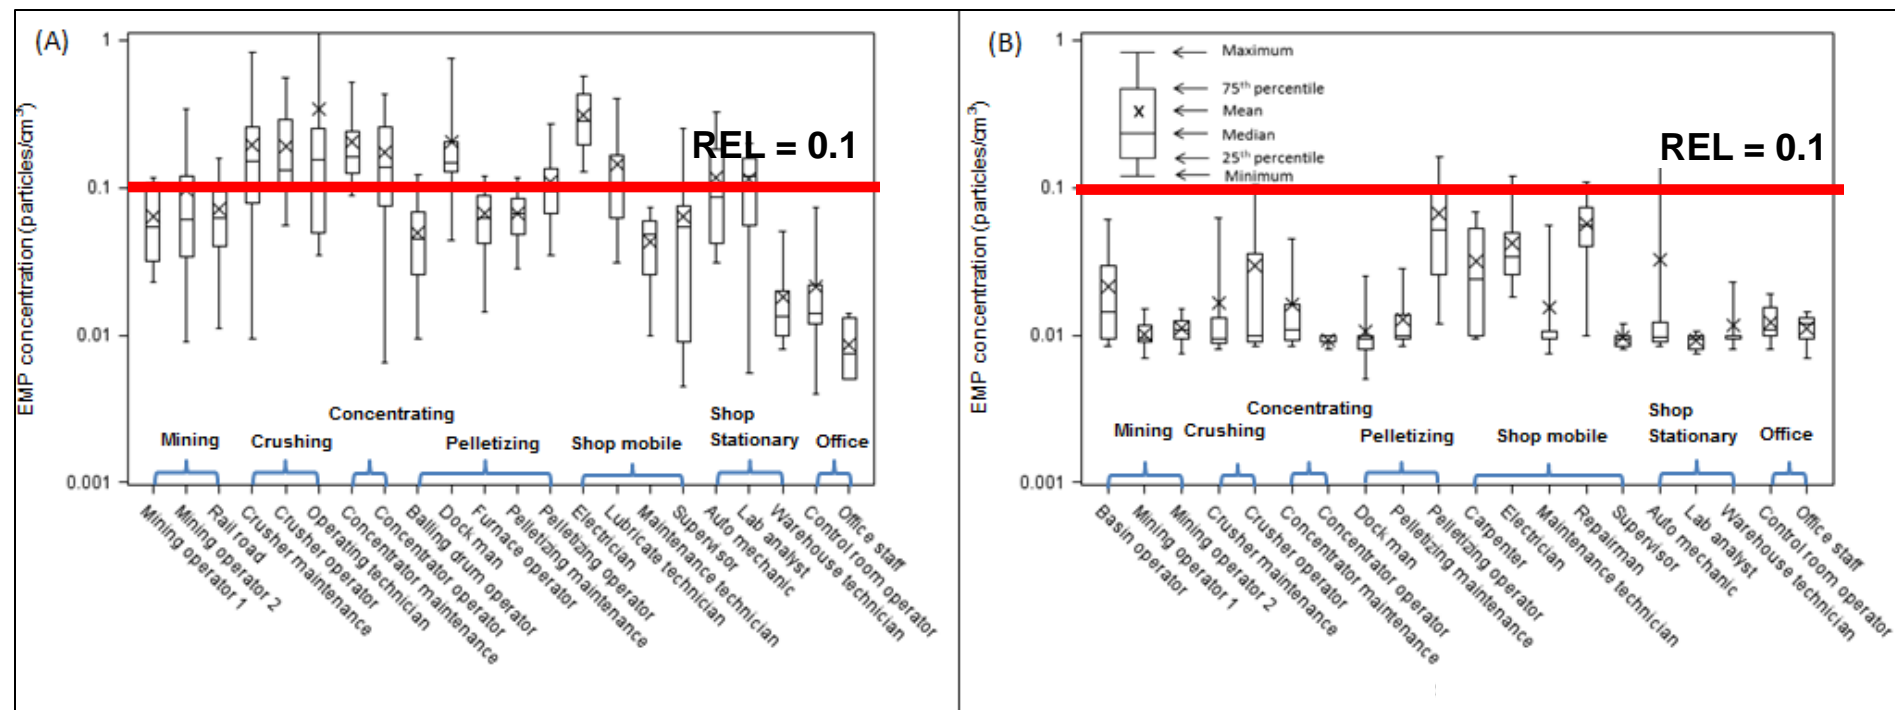 (A)
EMP concentration (particles/cm³)
1
0.1
0.01
0.001
REL = 0.1
Mining
Crushing
Concentrating
Pelletizing
Shop mobile
Shop
Stationary
Office
Mining operator 1
Mining operator 2
Rail road
Crusher maintenance
Crusher operator
Operating technician
Concentrator maintenance
Concentrator operator
Balling drum operator
Dock man
Furnace operator
Pelletizing maintenance
Pelletizing operator
Electrician
Lubricate technician
Maintenance technician
Supervisor
Auto mechanic
Lab analyst
Warehouse technician
Control room operator
Office staff
(B)
EMP concentration (particles/cm³)
1
0.1
0.01
0.001
Maximum
75th percentile
Mean
Median
25th percentile
Minimum
REL = 0.1
Mining
Crushing
Concentrating
Pelletizing
Shop mobile
Shop
Stationary
Office
Basin operator
Mining operator 1
Mining operator 2
Crusher maintenance
Crusher operator
Concentrator maintenance
Concentrator operator
Dock man
Pelletizing maintenance
Pelletizing operator
Carpenter
Electrician
Maintenance technician
Repairman
Supervisor
Auto mechanic
Lab analyst
Warehouse technician
Control room operator
Office staff